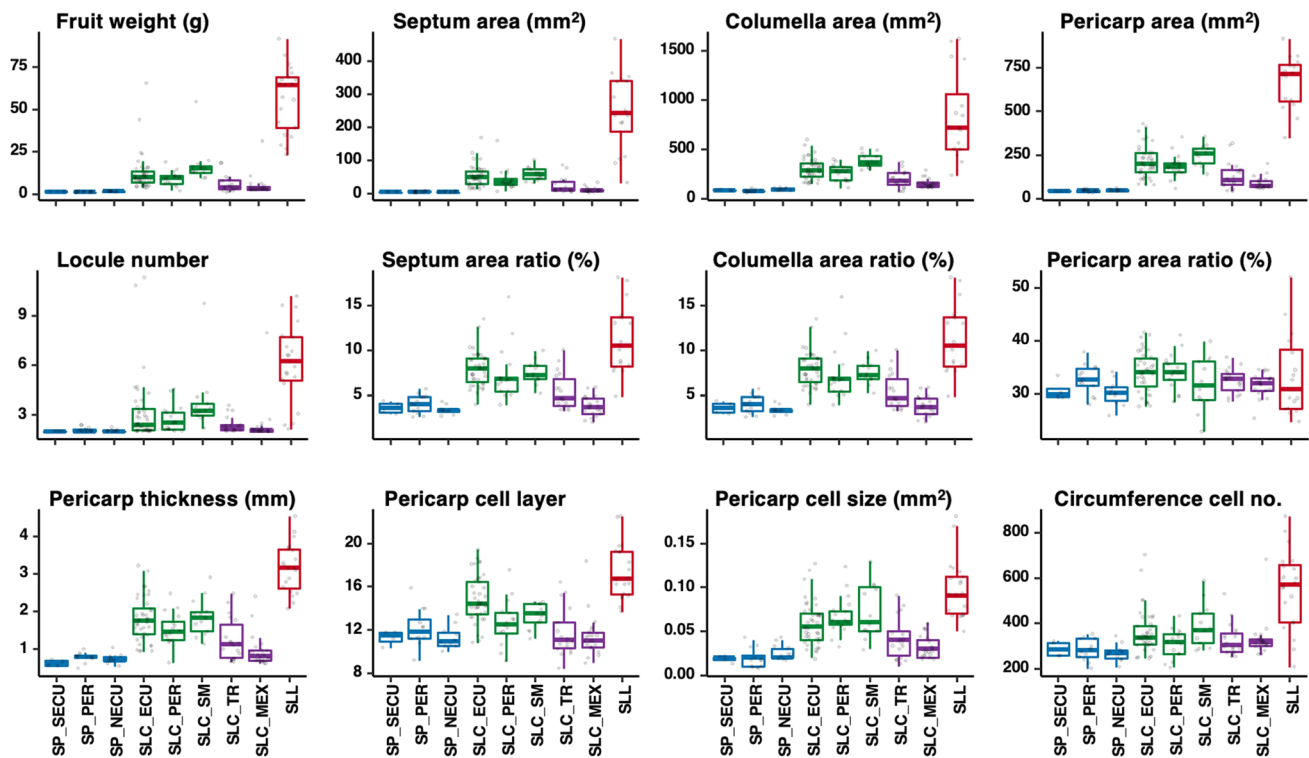 Fruit weight (g)
Septum area (mm²)
Columella area (mm²)
Pericarp area (mm²)
75
50
25
0
400
300
200
100
0
1500
1000
500
0
750
500
250
0
Locule number
Septum area ratio (%)
Columella area ratio (%)
Pericarp area ratio (%)
9
6
3
15
10
5
15
10
5
50
40
30
Pericarp thickness (mm)
Pericarp cell layer
Pericarp cell size (mm²)
Circumference cell no.
4
3
2
1
20
16
12
8
0.15
0.10
0.05
0.00
800
600
400
200
SP_SECU
SP_PER
SP_NECU
SLC_ECU
SLC_PER
SLC_SM
SLC_TR
SLC_MEX
SLL
SP_SECU
SP_PER
SP_NECU
SLC_ECU
SLC_PER
SLC_SM
SLC_TR
SLC_MEX
SLL
SP_SECU
SP_PER
SP_NECU
SLC_ECU
SLC_PER
SLC_SM
SLC_TR
SLC_MEX
SLL
SP_SECU
SP_PER
SP_NECU
SLC_ECU
SLC_PER
SLC_SM
SLC_TR
SLC_MEX
SLL